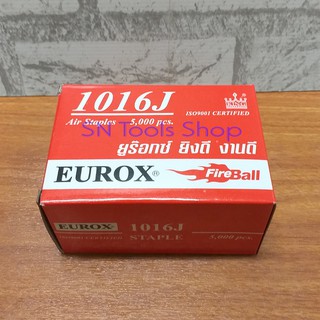 1016J
Air Staples 5,000 pcs.
ISO9001 CERTIFIED
SN Tools Shop
ยูร๊อกซ์ ยิงดี งานดี
EUROX®
FireBall
EUROX 1016J
CERTIFIED STAPLE 5,000 pcs.